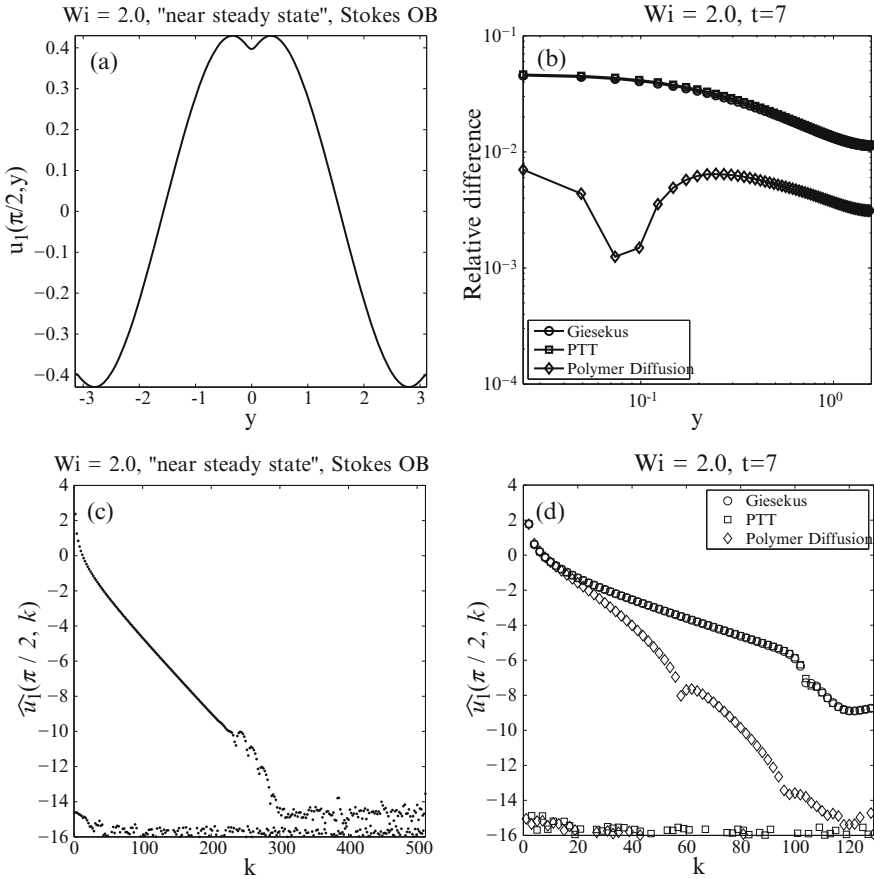 Wi = 2.0, "near steady state", Stokes OB
(a)
u₁(π/2,y)
0.4
0.3
0.2
0.1
0
−0.1
−0.2
−0.3
−0.4
-3
-2
-1
0
1
2
3
y
Wi = 2.0, t=7
(b)
Relative difference
10⁻¹
10⁻²
10⁻³
10⁻⁴
Giesekus
PTT
Polymer Diffusion
10⁻¹
10⁰
y
Wi = 2.0, "near steady state", Stokes OB
(c)
û₁(π / 2, k)
4
2
0
−2
−4
−6
−8
−10
−12
−14
−16
0
100
200
300
400
500
k
Wi = 2.0, t=7
(d)
Giesekus
PTT
Polymer Diffusion
û₁(π / 2, k)
4
2
0
−2
−4
−6
−8
−10
−12
−14
−16
0
20
40
60
80
100
120
k